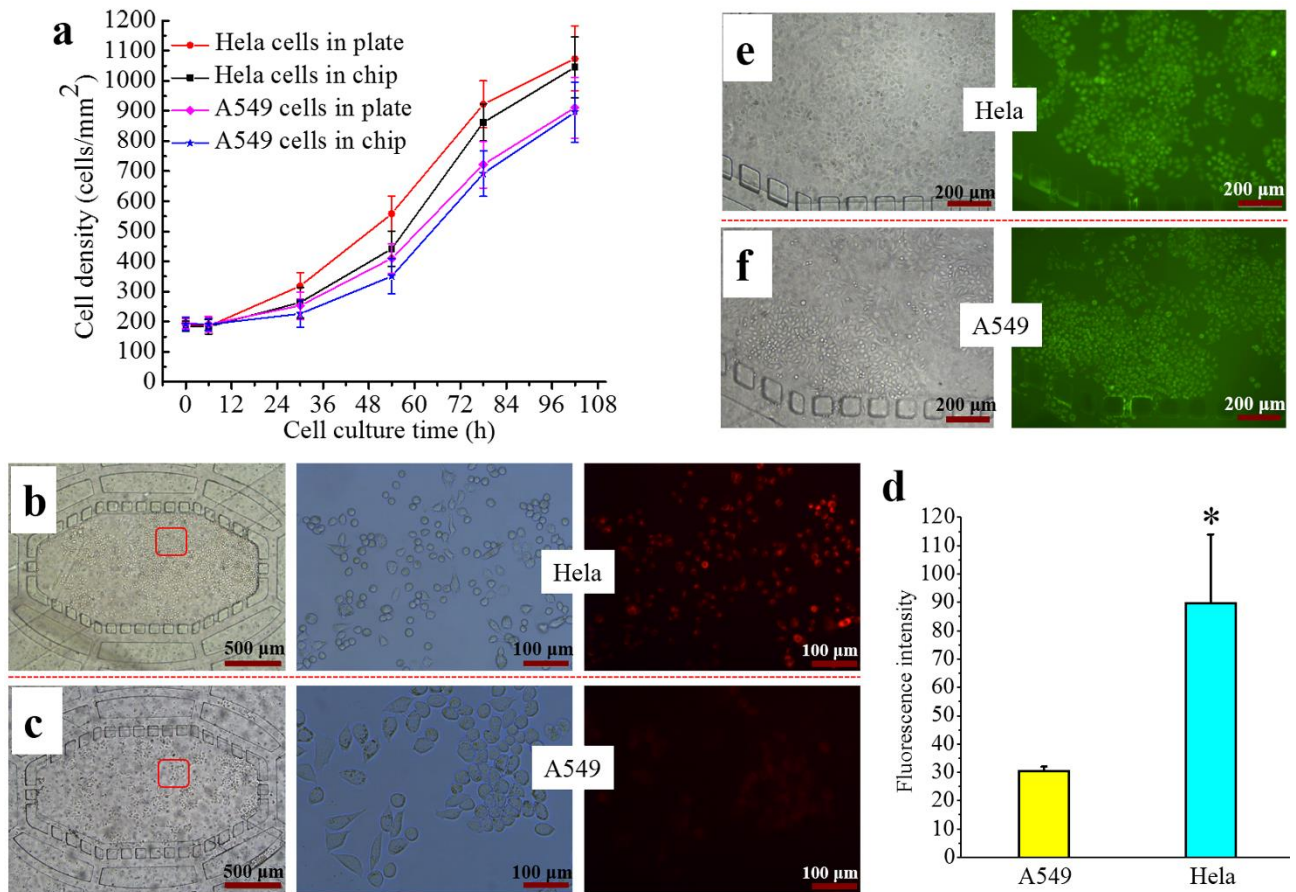 a
1200
1100
1000
900
800
700
600
500
400
300
200
100
0
Cell density (cells/mm²)
Hela cells in plate
Hela cells in chip
A549 cells in plate
A549 cells in chip
0 12 24 36 48 60 72 84 96 108
Cell culture time (h)
e
Hela
200 µm
200 µm
f
A549
200 µm
200 µm
b
Hela
500 µm
100 µm
100 µm
c
A549
500 µm
100 µm
100 µm
d
Fluorescence intensity
120
110
100
90
80
70
60
50
40
30
20
10
0
*
A549 Hela